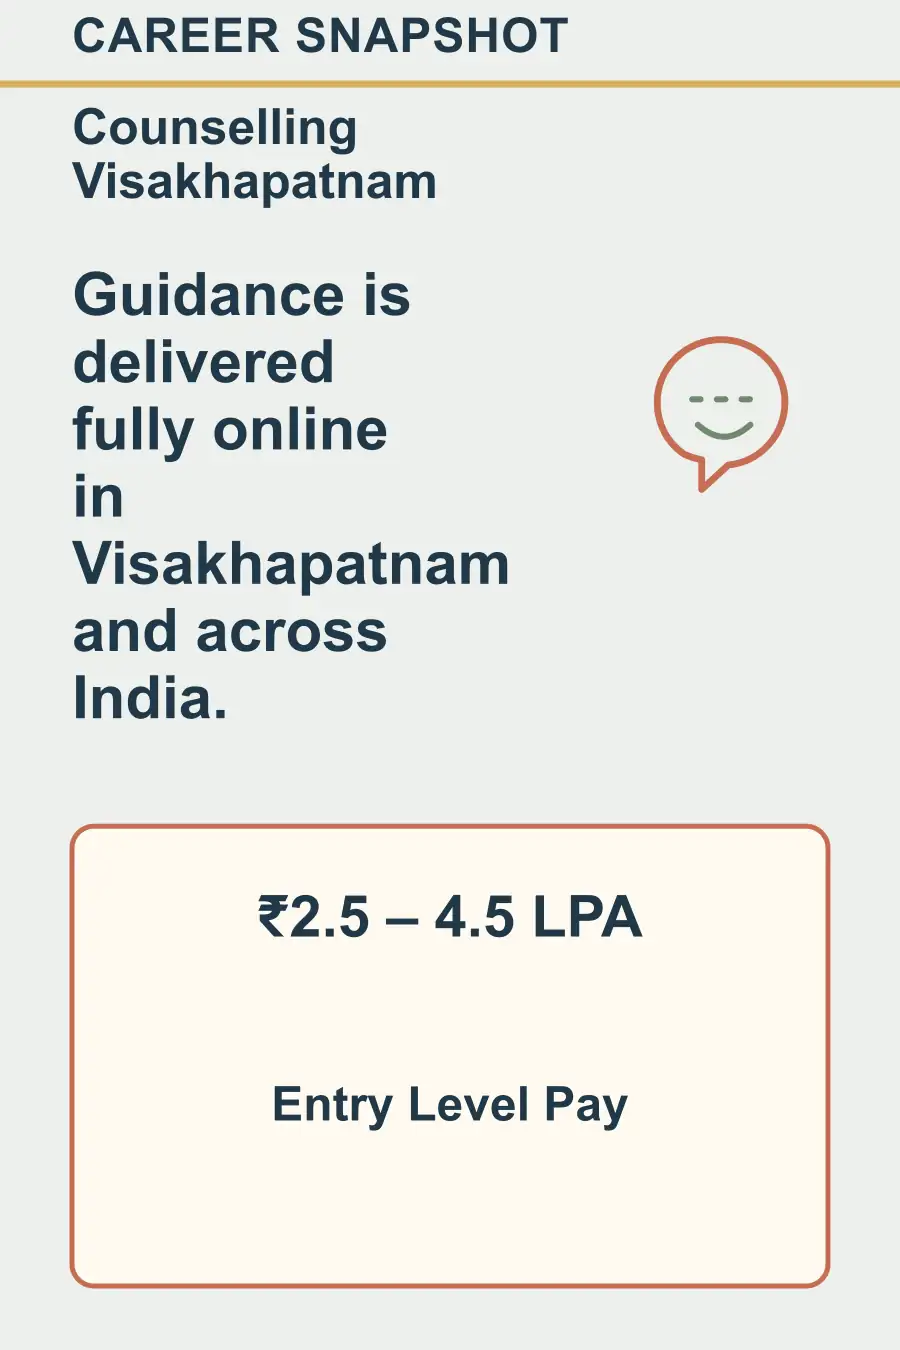 CAREER SNAPSHOT
Counselling
Visakhapatnam
Guidance is
delivered
fully online
in
Visakhapatnam
and across
India.
₹2.5 – 4.5 LPA
Entry Level Pay